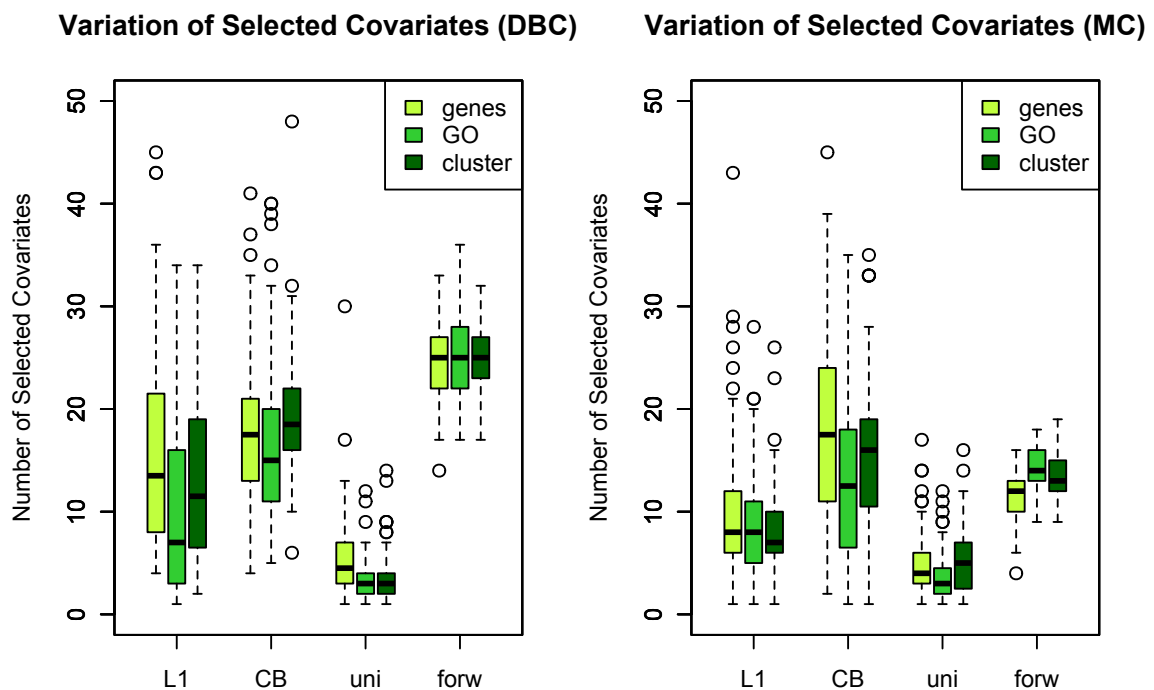 Variation of Selected Covariates (DBC)
Number of Selected Covariates
50
40
30
20
10
0
genes
GO
cluster
L1 CB uni forw
Variation of Selected Covariates (MC)
Number of Selected Covariates
50
40
30
20
10
0
genes
GO
cluster
L1 CB uni forw